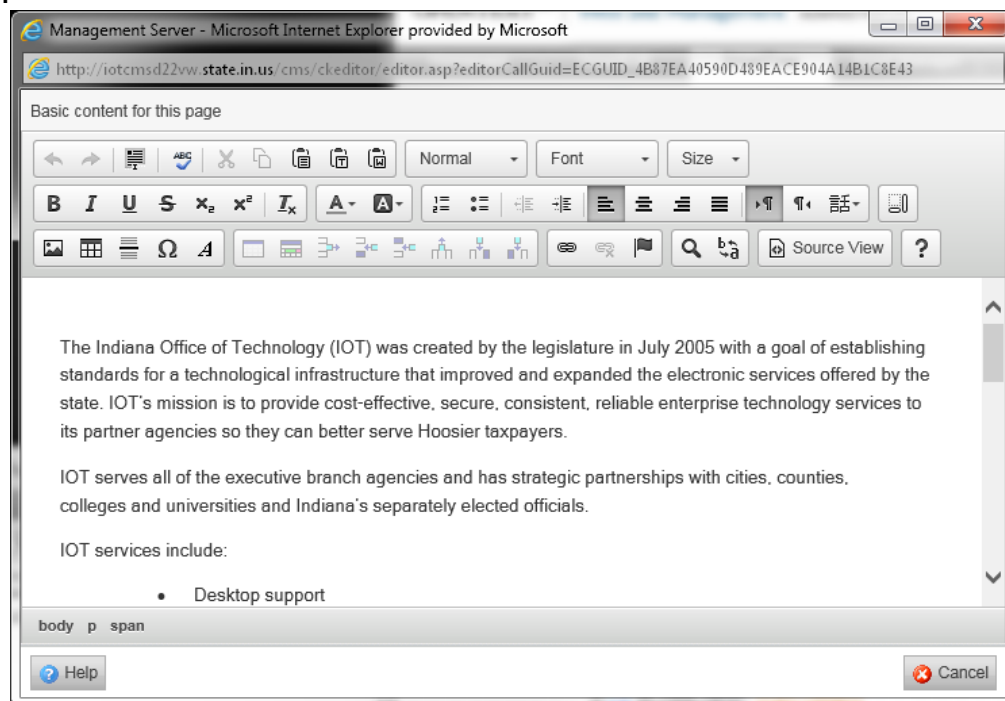 Management Server - Microsoft Internet Explorer provided by Microsoft
http://iotcmsd22vw.state.in.us/cms/ckeditor/editor.asp?editorCallGuid=ECGUID_4B87EA40590D489EACE904A14B1C8E43
Basic content for this page
ABC Normal Font Size
B I U S x₂ x² Tx A A 話
Ω A Source View ?
The Indiana Office of Technology (IOT) was created by the legislature in July 2005 with a goal of establishing
standards for a technological infrastructure that improved and expanded the electronic services offered by the
state. IOT's mission is to provide cost-effective, secure, consistent, reliable enterprise technology services to
its partner agencies so they can better serve Hoosier taxpayers.
IOT serves all of the executive branch agencies and has strategic partnerships with cities, counties,
colleges and universities and Indiana's separately elected officials.
IOT services include:
• Desktop support
body p span
Help Cancel